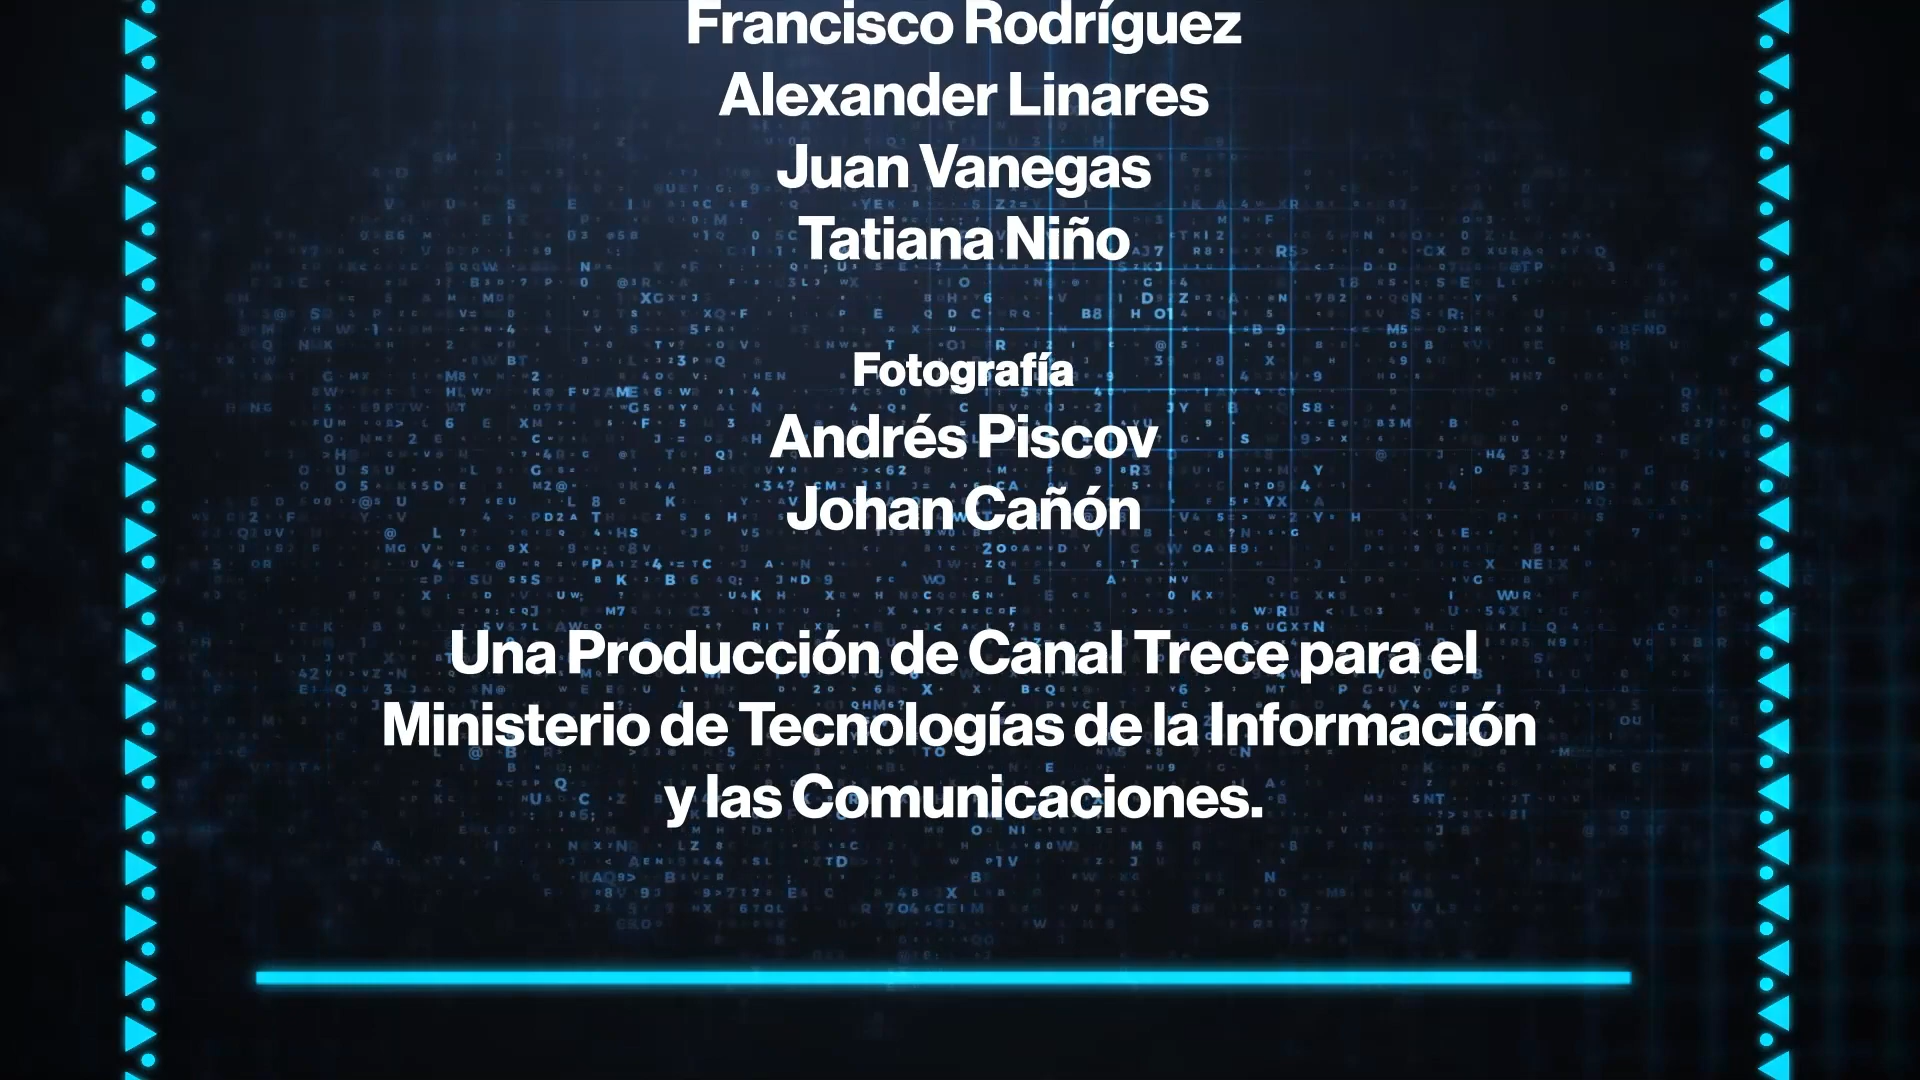 Francisco Rodríguez
Alexander Linares
Juan Vanegas
Tatiana Niño
Fotografía
Andrés Piscov
Johan Cañón
Una Producción de Canal Trece para el
Ministerio de Tecnologías de la Información
y las Comunicaciones.